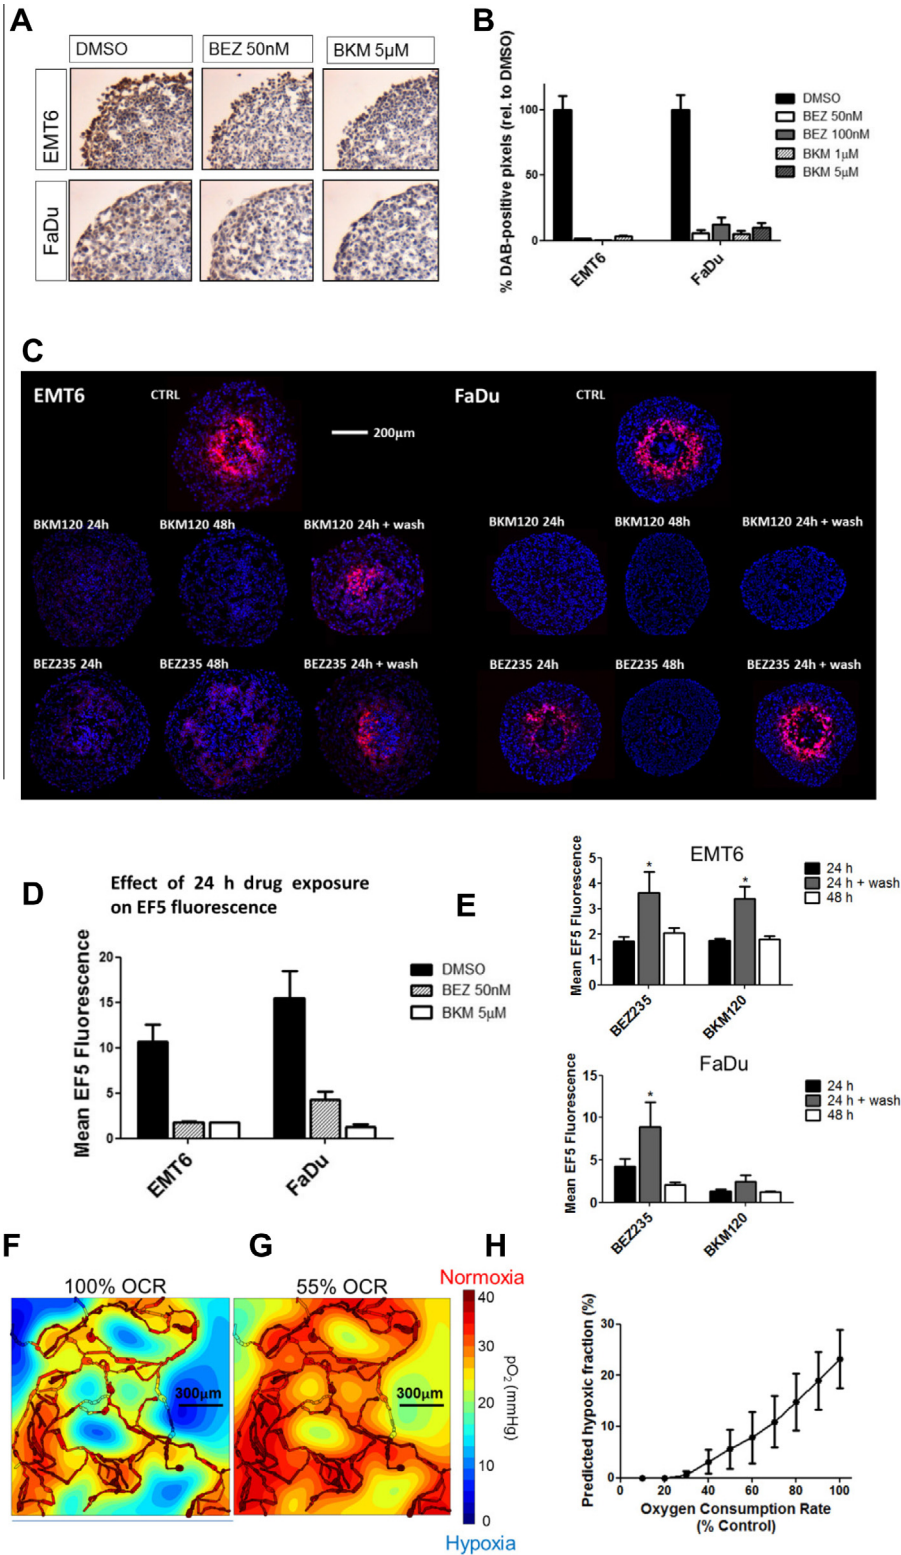 A
DMSO
BEZ 50nM
BKM 5µM
EMT6
FaDu
B
% DAB-positive pixels (rel. to DMSO)
100
50
0
EMT6
FaDu
DMSO
BEZ 50nM
BEZ 100nM
BKM 1µM
BKM 5µM
C
EMT6
CTRL
200µm
FaDu
CTRL
BKM120 24h
BKM120 48h
BKM120 24h + wash
BKM120 24h
BKM120 48h
BKM120 24h + wash
BEZ235 24h
BEZ235 48h
BEZ235 24h + wash
BEZ235 24h
BEZ235 48h
BEZ235 24h + wash
D
Effect of 24 h drug exposure
on EF5 fluorescence
Mean EF5 Fluorescence
20
15
10
5
0
EMT6
FaDu
DMSO
BEZ 50nM
BKM 5µM
E
EMT6
Mean EF5 Fluorescence
5
4
3
2
1
0
*
*
BEZ235
BKM120
24 h
24 h + wash
48 h
FaDu
Mean EF5 Fluorescence
15
10
5
0
*
BEZ235
BKM120
24 h
24 h + wash
48 h
F
100% OCR
300µm
G
55% OCR
300µm
Normoxia
40
30
20
10
0
pO2 (mmHg)
Hypoxia
H
Predicted hypoxic fraction (%)
30
20
10
0
0
20
40
60
80
100
Oxygen Consumption Rate
(% Control)